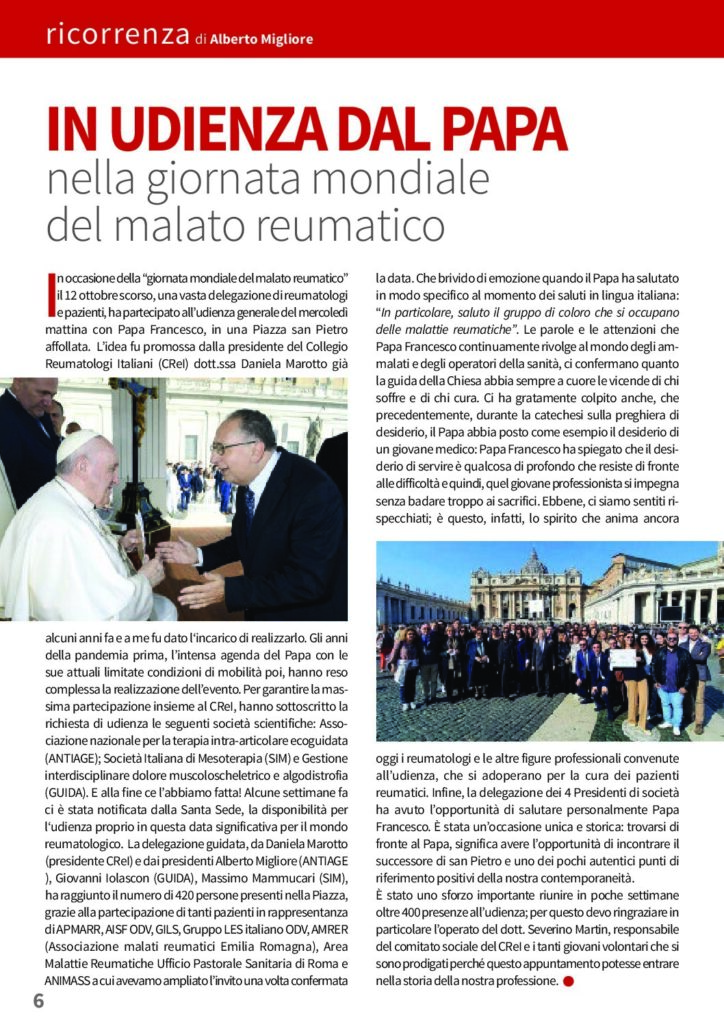 ricorrenza di Alberto Migliore
IN UDIENZA DAL PAPA
nella giornata mondiale
del malato reumatico
In occasione della “giornata mondiale del malato reumatico”
il 12 ottobre scorso, una vasta delegazione di reumatologi
e pazienti, ha partecipato all’udienza generale del mercoledì
mattina con Papa Francesco, in una Piazza san Pietro
affollata. L’idea fu promossa dalla presidente del Collegio
Reumatologi Italiani (CReI) dott.ssa Daniela Marotto già
alcuni anni fa e a me fu dato l‘incarico di realizzarlo. Gli anni
della pandemia prima, l’intensa agenda del Papa con le
sue attuali limitate condizioni di mobilità poi, hanno reso
complessa la realizzazione dell’evento. Per garantire la mas-
sima partecipazione insieme al CReI, hanno sottoscritto la
richiesta di udienza le seguenti società scientifiche: Asso-
ciazione nazionale per la terapia intra-articolare ecoguidata
(ANTIAGE); Società Italiana di Mesoterapia (SIM) e Gestione
interdisciplinare dolore muscoloscheletrico e algodistrofia
(GUIDA). E alla fine ce l’abbiamo fatta! Alcune settimane fa
ci è stata notificata dalla Santa Sede, la disponibilità per
l‘udienza proprio in questa data significativa per il mondo
reumatologico. La delegazione guidata, da Daniela Marotto
(presidente CReI) e dai presidenti Alberto Migliore (ANTIAGE
), Giovanni Iolascon (GUIDA), Massimo Mammucari (SIM),
ha raggiunto il numero di 420 persone presenti nella Piazza,
grazie alla partecipazione di tanti pazienti in rappresentanza
di APMARR, AISF ODV, GILS, Gruppo LES italiano ODV, AMRER
(Associazione malati reumatici Emilia Romagna), Area
Malattie Reumatiche Ufficio Pastorale Sanitaria di Roma e
ANIMASS a cui avevamo ampliato l’invito una volta confermata
la data. Che brivido di emozione quando il Papa ha salutato
in modo specifico al momento dei saluti in lingua italiana:
“In particolare, saluto il gruppo di coloro che si occupano
delle malattie reumatiche”. Le parole e le attenzioni che
Papa Francesco continuamente rivolge al mondo degli am-
malati e degli operatori della sanità, ci confermano quanto
la guida della Chiesa abbia sempre a cuore le vicende di chi
soffre e di chi cura. Ci ha gratamente colpito anche, che
precedentemente, durante la catechesi sulla preghiera di
desiderio, il Papa abbia posto come esempio il desiderio di
un giovane medico: Papa Francesco ha spiegato che il desi-
derio di servire è qualcosa di profondo che resiste di fronte
alle difficoltà e quindi, quel giovane professionista si impegna
senza badare troppo ai sacrifici. Ebbene, ci siamo sentiti ri-
specchiati; è questo, infatti, lo spirito che anima ancora
oggi i reumatologi e le altre figure professionali convenute
all’udienza, che si adoperano per la cura dei pazienti
reumatici. Infine, la delegazione dei 4 Presidenti di società
ha avuto l’opportunità di salutare personalmente Papa
Francesco. È stata un’occasione unica e storica: trovarsi di
fronte al Papa, significa avere l’opportunità di incontrare il
successore di san Pietro e uno dei pochi autentici punti di
riferimento positivi della nostra contemporaneità.
È stato uno sforzo importante riunire in poche settimane
oltre 400 presenze all’udienza; per questo devo ringraziare in
particolare l’operato del dott. Severino Martin, responsabile
del comitato sociale del CReI e i tanti giovani volontari che si
sono prodigati perché questo appuntamento potesse entrare
nella storia della nostra professione.
6